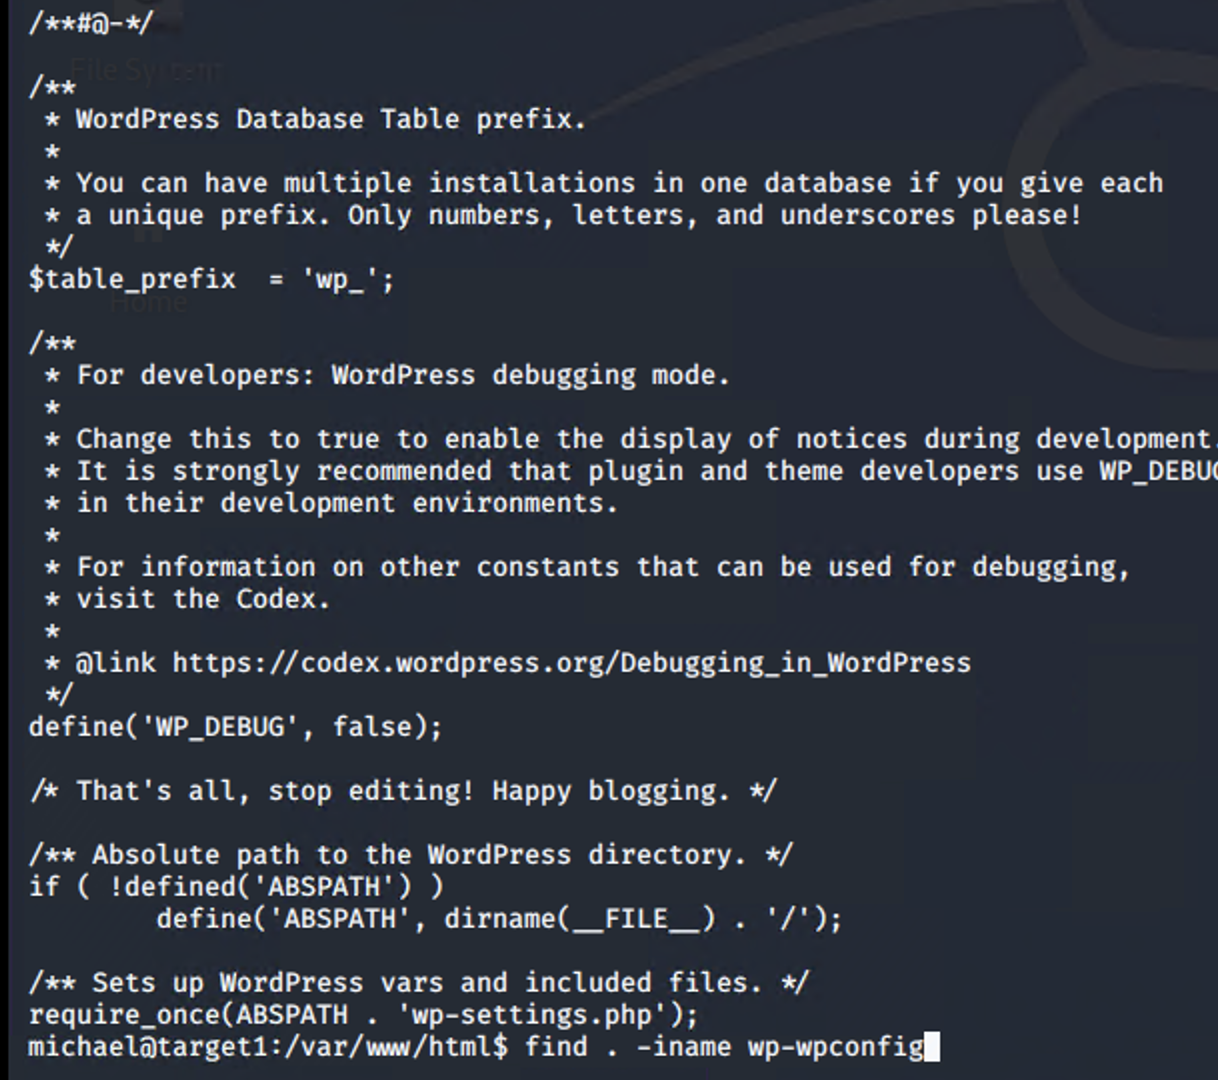 /**#@-*/
File System
/**
 * WordPress Database Table prefix.
 *
 * You can have multiple installations in one database if you give each
 * a unique prefix. Only numbers, letters, and underscores please!
 */
$table_prefix  = 'wp_';
Home
/**
 * For developers: WordPress debugging mode.
 *
 * Change this to true to enable the display of notices during development.
 * It is strongly recommended that plugin and theme developers use WP_DEBUG
 * in their development environments.
 *
 * For information on other constants that can be used for debugging,
 * visit the Codex.
 *
 * @link https://codex.wordpress.org/Debugging_in_WordPress
 */
define('WP_DEBUG', false);
/* That's all, stop editing! Happy blogging. */
/** Absolute path to the WordPress directory. */
if ( !defined('ABSPATH') )
        define('ABSPATH', dirname(__FILE__) . '/');
/** Sets up WordPress vars and included files. */
require_once(ABSPATH . 'wp-settings.php');
michael@target1:/var/www/html$ find . -iname wp-wpconfig